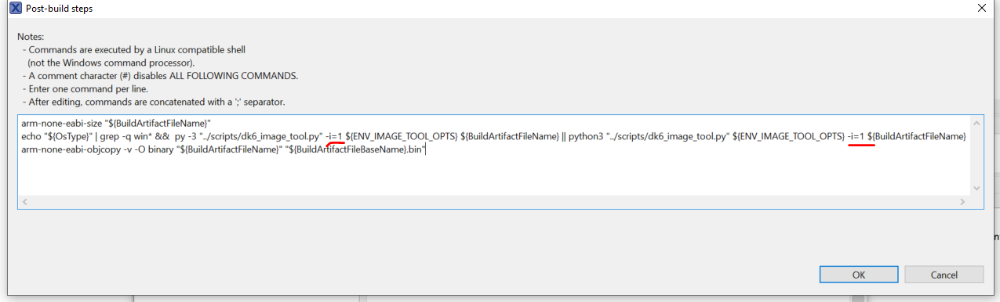 Post-build steps
Notes:
- Commands are executed by a Linux compatible shell
(not the Windows command processor).
- A comment character (#) disables ALL FOLLOWING COMMANDS.
- Enter one command per line.
- After editing, commands are concatenated with a ';' separator.
arm-none-eabi-size "${BuildArtifactFileName}"
echo "${OsType}" | grep -q win* &&  py -3 "../scripts/dk6_image_tool.py" -i=1 ${ENV_IMAGE_TOOL_OPTS} ${BuildArtifactFileName} || python3 "../scripts/dk6_image_tool.py" ${ENV_IMAGE_TOOL_OPTS} -i=1 ${BuildArtifactFileName}
arm-none-eabi-objcopy -v -O binary "${BuildArtifactFileName}" "${BuildArtifactFileBaseName}.bin"
OK
Cancel